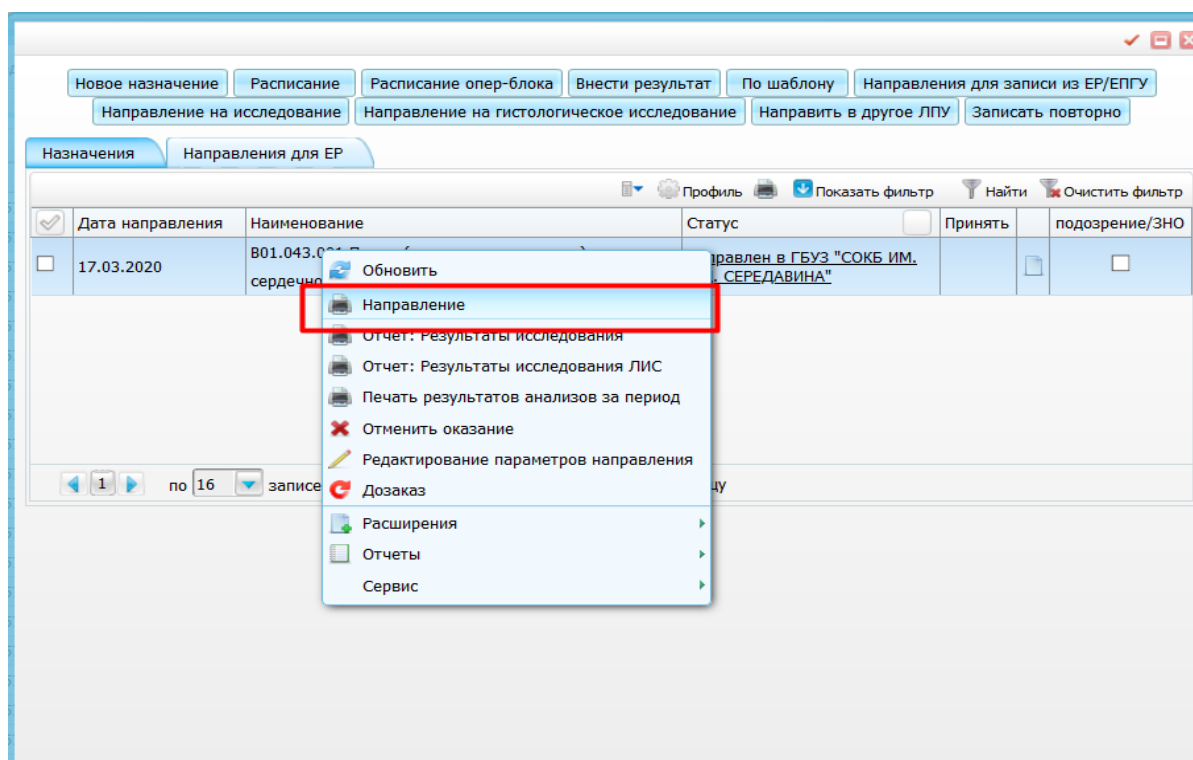 Новое назначение Расписание Расписание опер-блока Внести результат По шаблону Направления для записи из ЕР/ЕПГУ
Направление на исследование Направление на гистологическое исследование Направить в другое ЛПУ Записать повторно
Назначения Направления для ЕР
Профиль Показать фильтр Найти Очистить фильтр
Дата направления Наименование Статус Принять подозрение/ЗНО
17.03.2020 В01.043.001 правлен в ГБУЗ "СОКБ ИМ.
сердечно СЕРЕДАВИНА"
Обновить
Направление
Отчет: Результаты исследования
Отчет: Результаты исследования ЛИС
Печать результатов анализов за период
Отменить оказание
Редактирование параметров направления
1 по 16 записе цу
Дозаказ
Расширения
Отчеты
Сервис